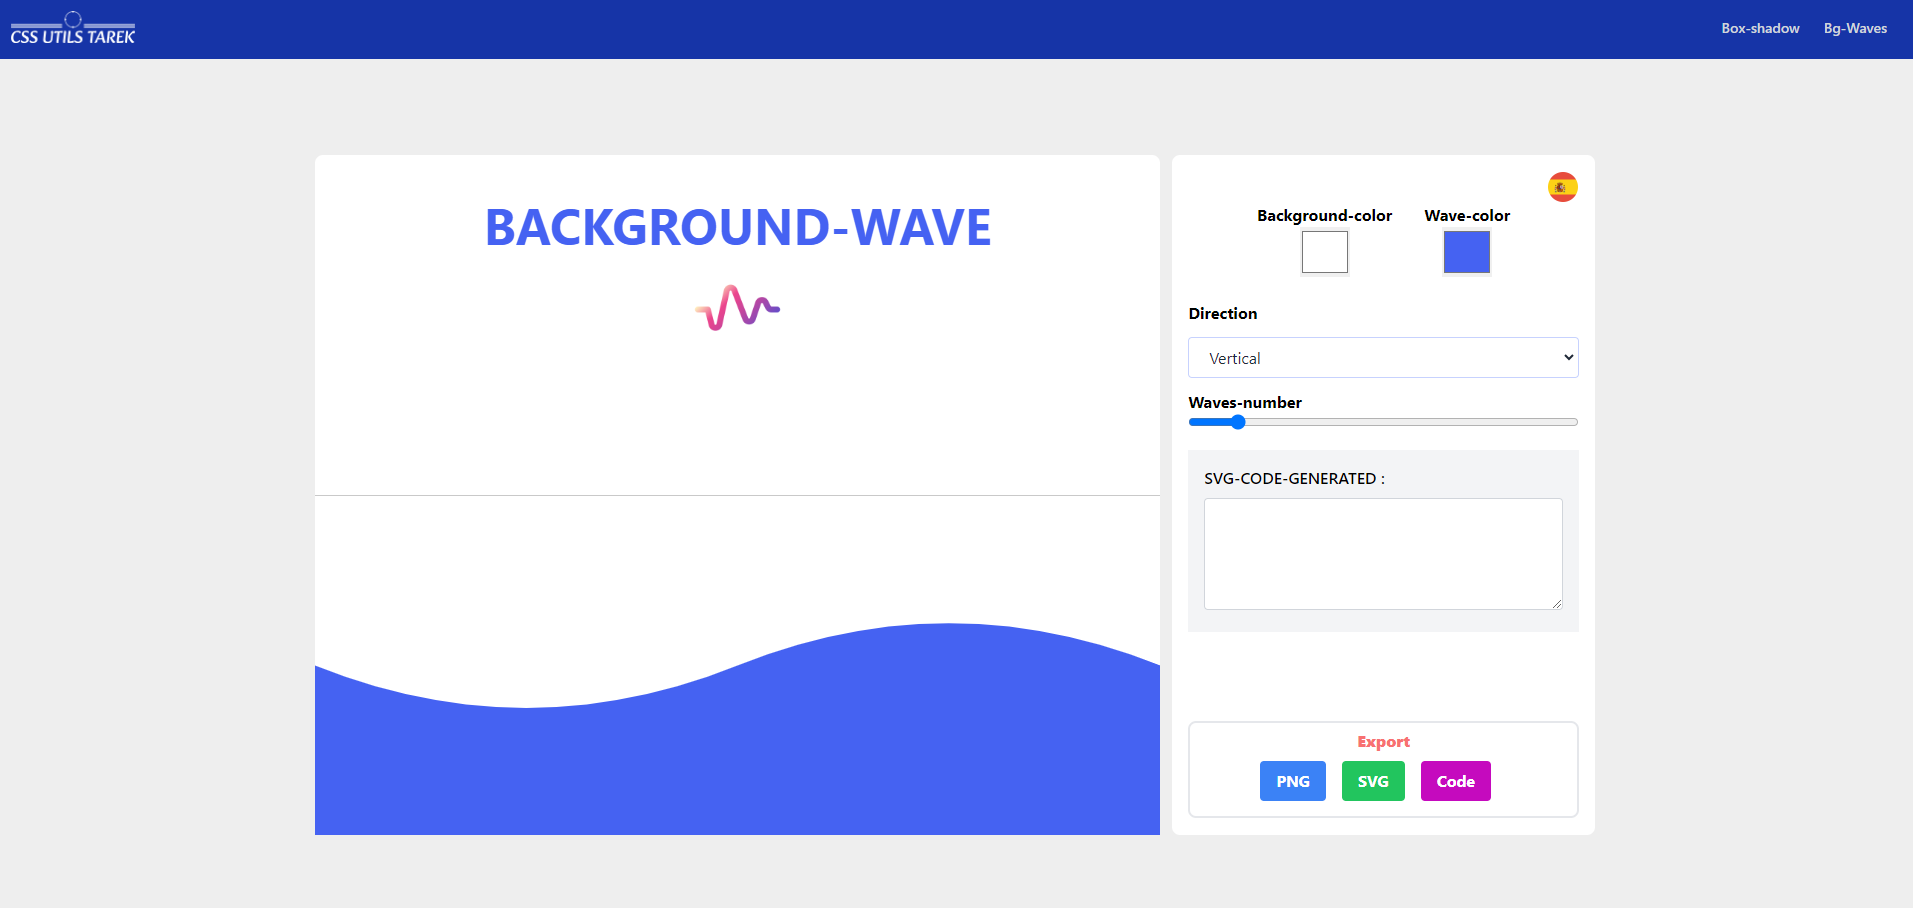 CSS UTILS TAREK
Box-shadow Bg-Waves
BACKGROUND-WAVE
Background-color Wave-color
Direction
Vertical
Waves-number
SVG-CODE-GENERATED :
Export
PNG SVG Code